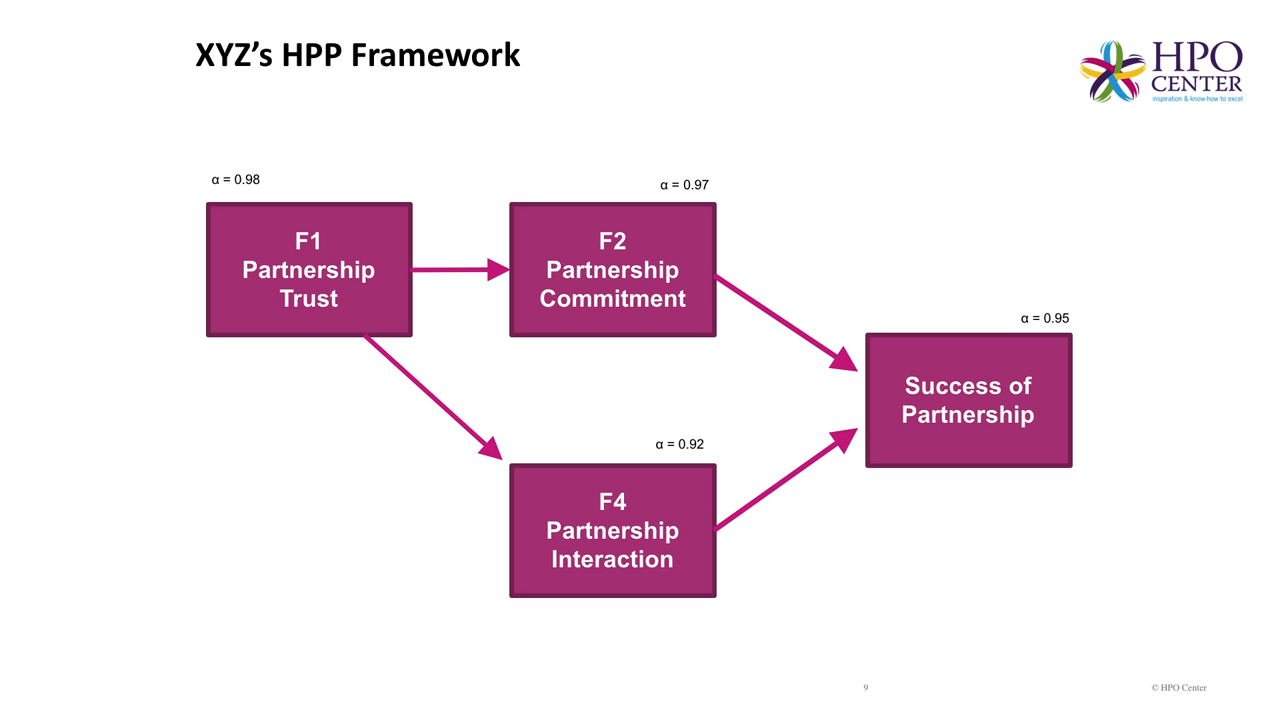 XYZ’s HPP Framework
HPO
CENTER
inspiration & know-how to excel
α = 0.98
α = 0.97
F1
Partnership
Trust
F2
Partnership
Commitment
α = 0.95
Success of
Partnership
α = 0.92
F4
Partnership
Interaction
9
© HPO Center